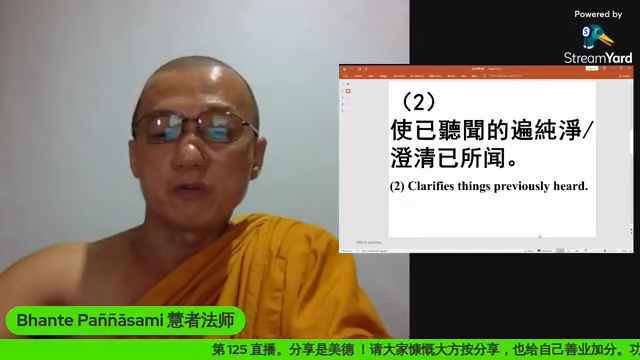 Powered by
StreamYard
（2）
使已聽聞的遍純淨/
澄清已所闻。
(2) Clarifies things previously heard.
Bhante Paññāsami 慧者法师
第 125 直播。分享是美德 ！请大家慷慨大方按分享，也给自己善业加分。功